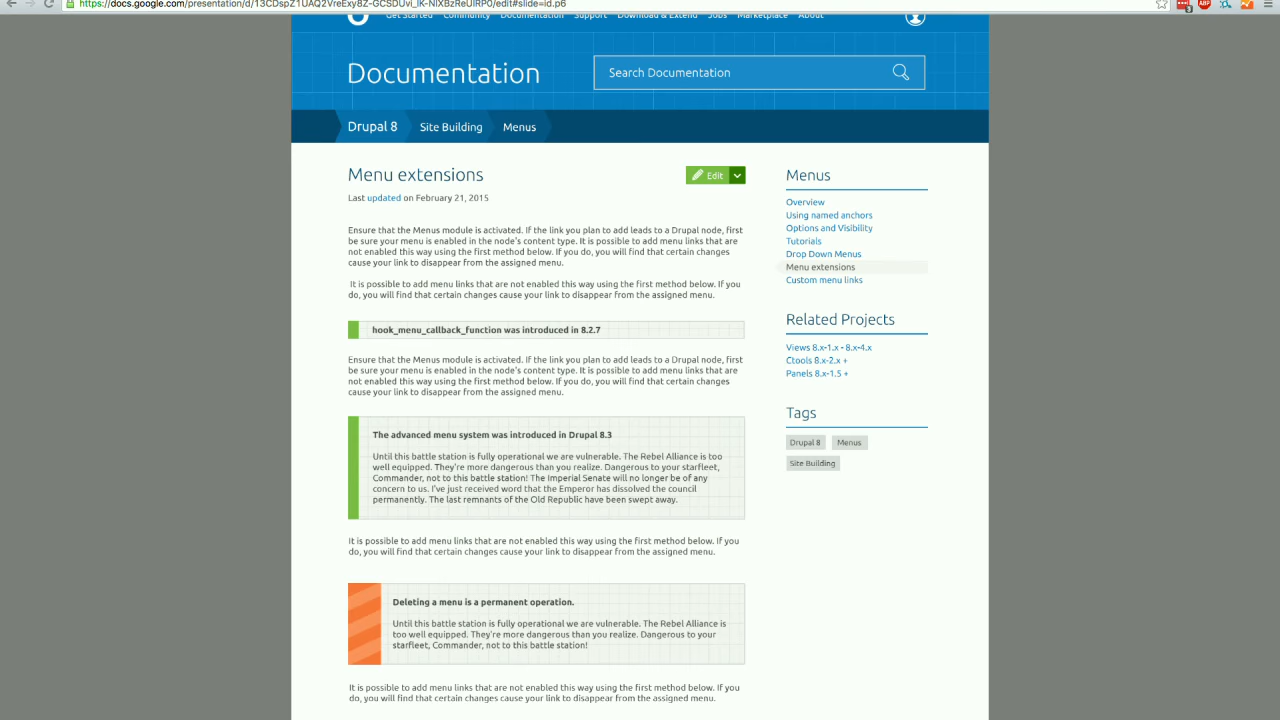 https://docs.google.com/presentation/d/13CDspZ1UAQ2VreExy8Z-GCSDUvi_lK-NlXBzReUIRP0/edit#slide=id.p6
Get Started Community Documentation Support Download & Extend Jobs Marketplace About
Documentation
Search Documentation
Drupal 8 Site Building Menus
Menu extensions
Edit
Last updated on February 21, 2015
Ensure that the Menus module is activated. If the link you plan to add leads to a Drupal node, first
be sure your menu is enabled in the node's content type. It is possible to add menu links that are
not enabled this way using the first method below. If you do, you will find that certain changes
cause your link to disappear from the assigned menu.
It is possible to add menu links that are not enabled this way using the first method below. If you
do, you will find that certain changes cause your link to disappear from the assigned menu.
hook_menu_callback_function was introduced in 8.2.7
Ensure that the Menus module is activated. If the link you plan to add leads to a Drupal node, first
be sure your menu is enabled in the node's content type. It is possible to add menu links that are
not enabled this way using the first method below. If you do, you will find that certain changes
cause your link to disappear from the assigned menu.
The advanced menu system was introduced in Drupal 8.3
Until this battle station is fully operational we are vulnerable. The Rebel Alliance is too
well equipped. They're more dangerous than you realize. Dangerous to your starfleet,
Commander, not to this battle station! The Imperial Senate will no longer be of any
concern to us. I've just received word that the Emperor has dissolved the council
permanently. The last remnants of the Old Republic have been swept away.
It is possible to add menu links that are not enabled this way using the first method below. If you
do, you will find that certain changes cause your link to disappear from the assigned menu.
Deleting a menu is a permanent operation.
Until this battle station is fully operational we are vulnerable. The Rebel Alliance is
too well equipped. They're more dangerous than you realize. Dangerous to your
starfleet, Commander, not to this battle station!
It is possible to add menu links that are not enabled this way using the first method below. If you
do, you will find that certain changes cause your link to disappear from the assigned menu.
Menus
Overview
Using named anchors
Options and Visibility
Tutorials
Drop Down Menus
Menu extensions
Custom menu links
Related Projects
Views 8.x-1.x - 8.x-4.x
Ctools 8.x-2.x +
Panels 8.x-1.5 +
Tags
Drupal 8 Menus
Site Building